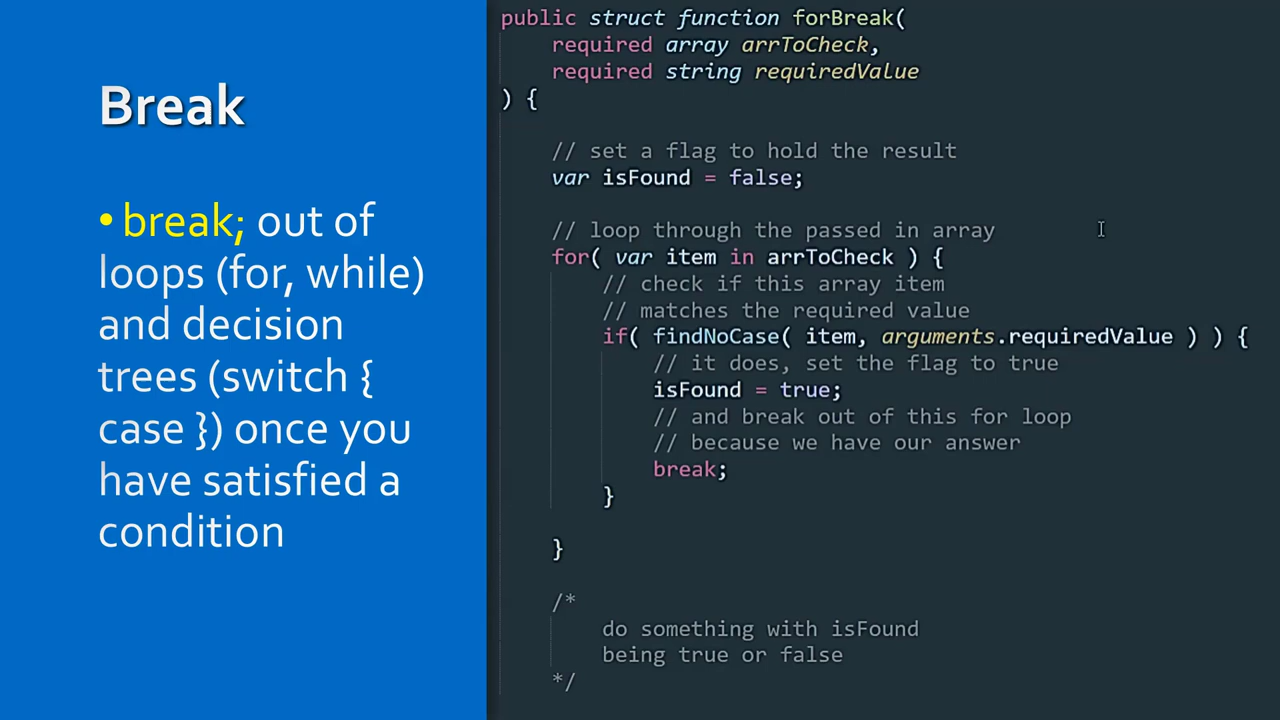 Break
• break; out of
loops (for, while)
and decision
trees (switch {
case }) once you
have satisfied a
condition
public struct function forBreak(
required array arrToCheck,
required string requiredValue
) {
// set a flag to hold the result
var isFound = false;
// loop through the passed in array
for( var item in arrToCheck ) {
// check if this array item
// matches the required value
if( findNoCase( item, arguments.requiredValue ) ) {
// it does, set the flag to true
isFound = true;
// and break out of this for loop
// because we have our answer
break;
}
}
/*
do something with isFound
being true or false
*/